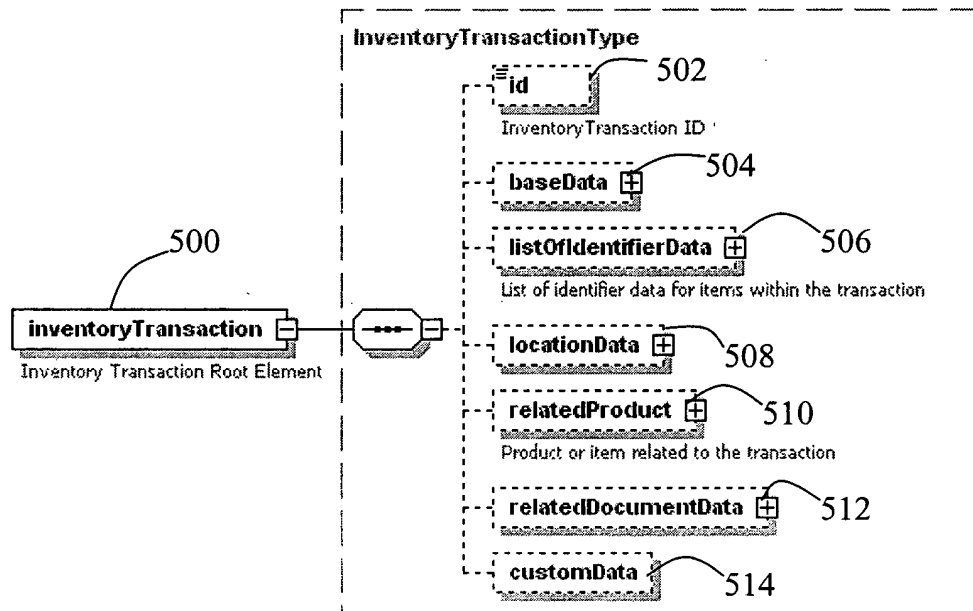 InventoryTransactionType
id
502
InventoryTransaction ID
baseData
504
listOfIdentifierData
506
List of identifier data for items within the transaction
500
inventoryTransaction
Inventory Transaction Root Element
locationData
508
relatedProduct
510
Product or item related to the transaction
relatedDocumentData
512
customData
514